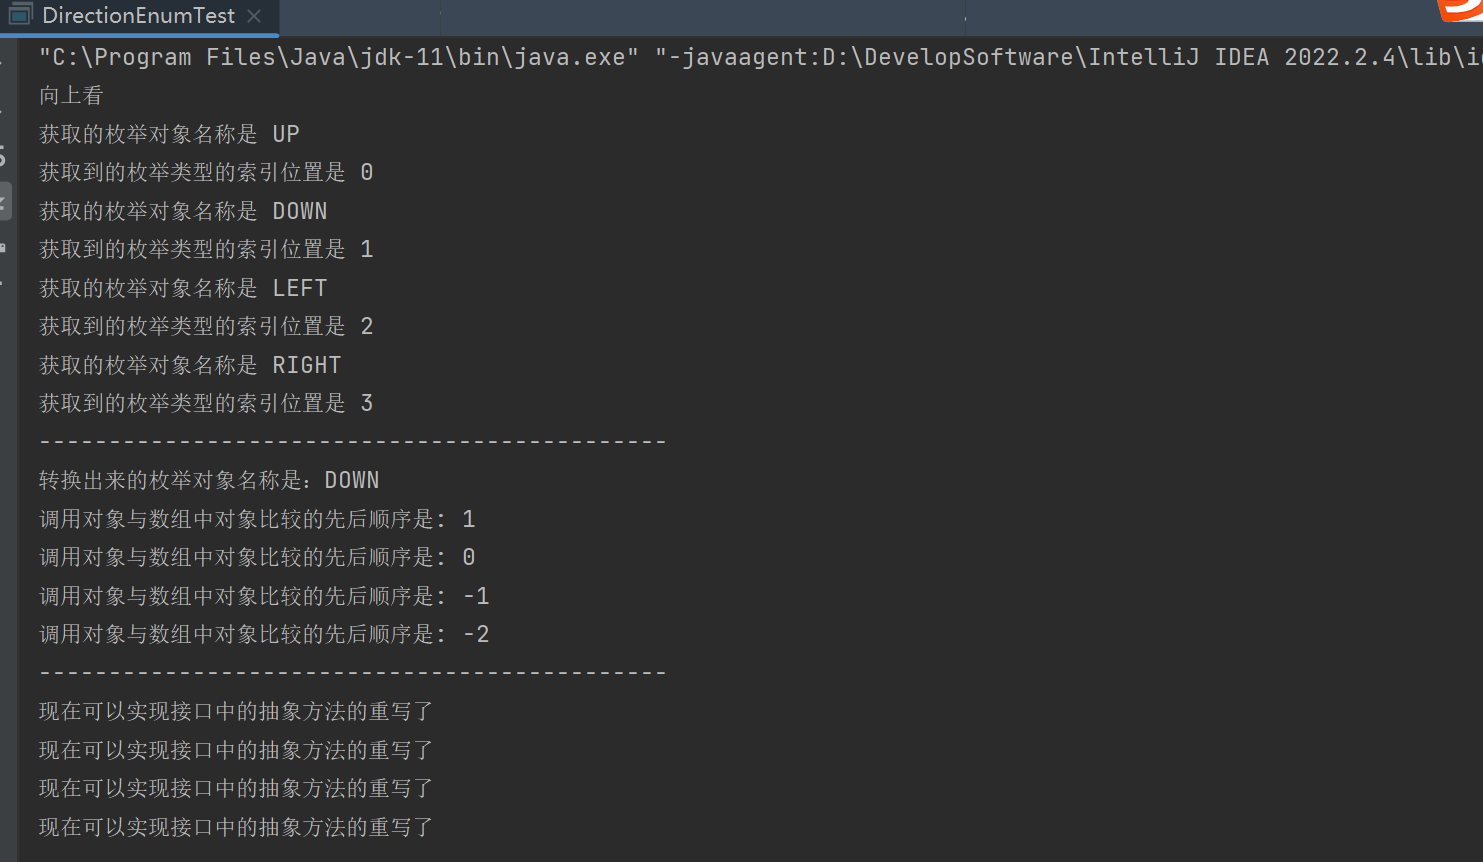 DirectionEnumTest
"C:\Program Files\Java\jdk-11\bin\java.exe" "-javaagent:D:\DevelopSoftware\IntelliJ IDEA 2022.2.4\lib\
向上看
获取的枚举对象名称是 UP
获取到的枚举类型的索引位置是 0
获取的枚举对象名称是 DOWN
获取到的枚举类型的索引位置是 1
获取的枚举对象名称是 LEFT
获取到的枚举类型的索引位置是 2
获取的枚举对象名称是 RIGHT
获取到的枚举类型的索引位置是 3
---------------------------------------------
转换出来的枚举对象名称是：DOWN
调用对象与数组中对象比较的先后顺序是: 1
调用对象与数组中对象比较的先后顺序是: 0
调用对象与数组中对象比较的先后顺序是: -1
调用对象与数组中对象比较的先后顺序是: -2
---------------------------------------------
现在可以实现接口中的抽象方法的重写了
现在可以实现接口中的抽象方法的重写了
现在可以实现接口中的抽象方法的重写了
现在可以实现接口中的抽象方法的重写了